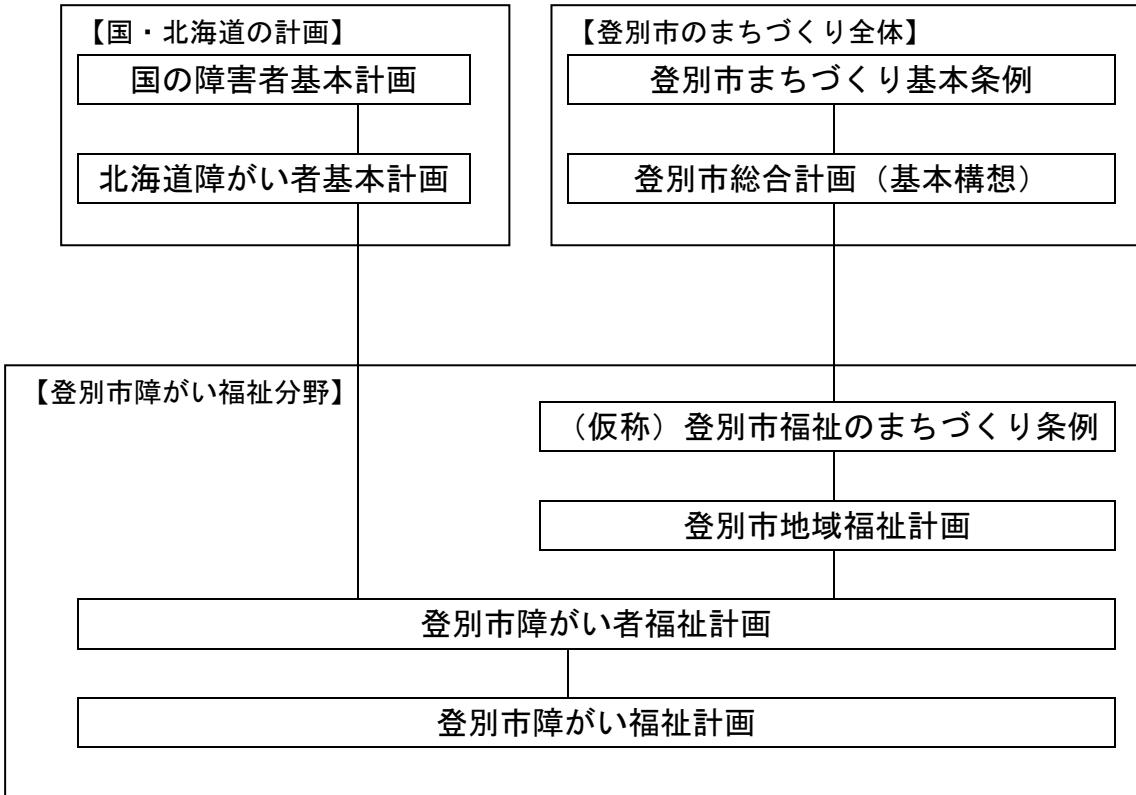 【国・北海道の計画】
国の障害者基本計画
北海道障がい者基本計画
【登別市のまちづくり全体】
登別市まちづくり基本条例
登別市総合計画（基本構想）
【登別市障がい福祉分野】
（仮称）登別市福祉のまちづくり条例
登別市地域福祉計画
登別市障がい者福祉計画
登別市障がい福祉計画